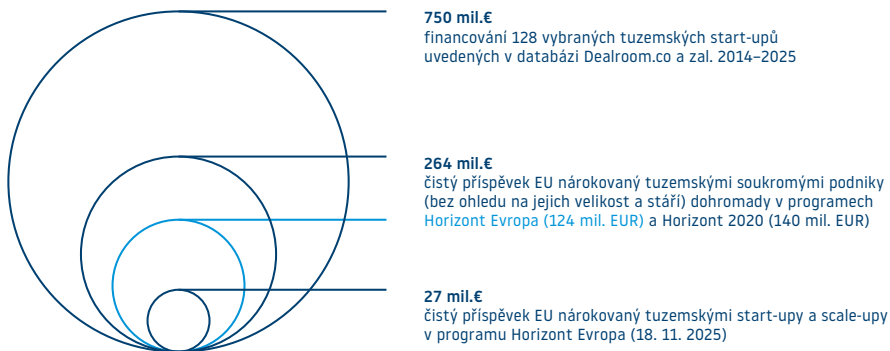 750 mil.€
financování 128 vybraných tuzemských start-upů
uvedených v databázi Dealroom.co a zal. 2014–2025
264 mil.€
čistý příspěvek EU nárokovaný tuzemskými soukromými podniky
(bez ohledu na jejich velikost a stáří) dohromady v programech
Horizont Evropa (124 mil. EUR) a Horizont 2020 (140 mil. EUR)
27 mil.€
čistý příspěvek EU nárokovaný tuzemskými start-upy a scale-upy
v programu Horizont Evropa (18. 11. 2025)